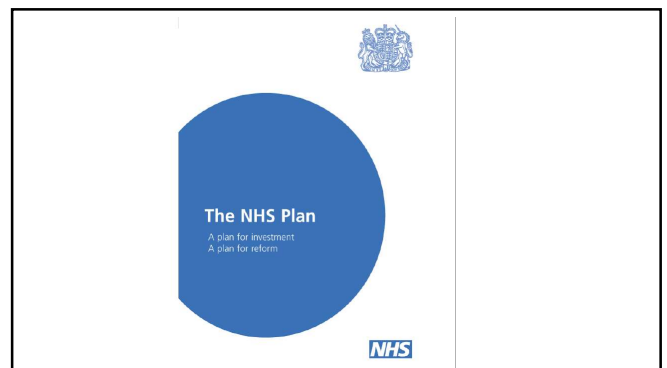 The NHS Plan
A plan for investment
A plan for reform
NHS